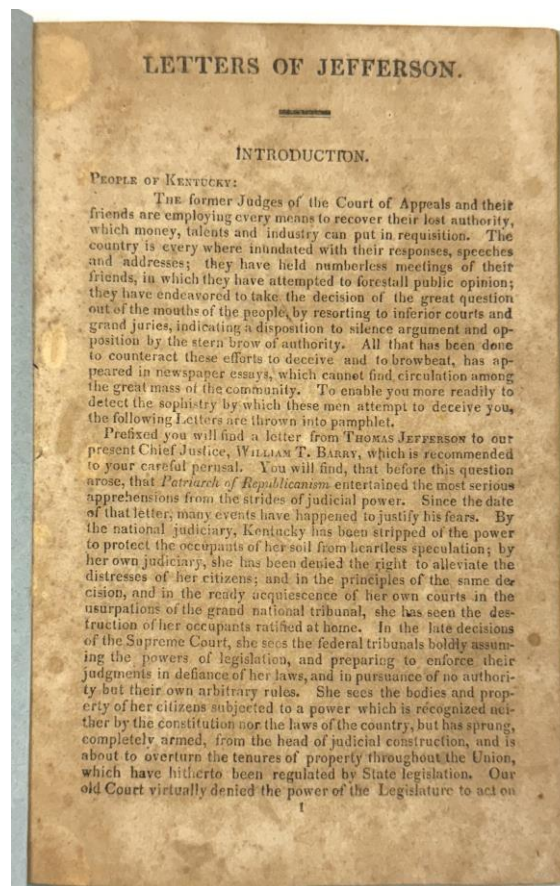 LETTERS OF JEFFERSON.
INTRODUCTION.
PEOPLE OF KENTUCKY:
THE former Judges of the Court of Appeals and their
friends are employing every means to recover their lost authority,
which money, talents and industry can put in requisition. The
country is every where inundated with their responses, speeches
and addresses; they have held numberless meetings of their
friends, in which they have attempted to forestall public opinion;
they have endeavored to take the decision of the great question
out of the mouths of the people, by resorting to inferior courts and
grand juries, indicating a disposition to silence argument and op-
position by the stern brow of authority. All that has been done
to counteract these efforts to deceive and to browbeat, has ap-
peared in newspaper essays, which cannot find circulation among
the great mass of the community. To enable you more readily to
detect the sophistry by which these men attempt to deceive you,
the following Letters are thrown into pamphlet.
Prefixed you will find a letter from THOMAS JEFFERSON to our
present Chief Justice, WILLIAM T. BARRY, which is recommended
to your careful perusal. You will find, that before this question
arose, that Patriarch of Republicanism entertained the most serious
apprehensions from the strides of judicial power. Since the date
of that letter, many events have happened to justify his fears. By
the national judiciary, Kentucky has been stripped of the power
to protect the occupants of her soil from heartless speculation; by
her own judiciary, she has been denied the right to alleviate the
distresses of her citizens; and in the principles of the same de
cision, and in the ready acquiescence of her own courts in the
usurpations of the grand national tribunal, she has seen the des-
truction of her occupants ratified at home. In the late decisions
of the Supreme Court, she sees the federal tribunals boldly assum-
ing the powers of legislation, and preparing to enforce their
judgments in defiance of her laws, and in pursuance of no authori-
ty but their own arbitrary rules. She sees the bodies and prop-
erty of her citizens subjected to a power which is recognized nei-
ther by the constitution nor the laws of the country, but has sprung,
completely armed, from the head of judicial construction, and is
about to overturn the tenures of property throughout the Union,
which have hitherto been regulated by State legislation. Our
old Court virtually denied the power of the Legislature to act on
1